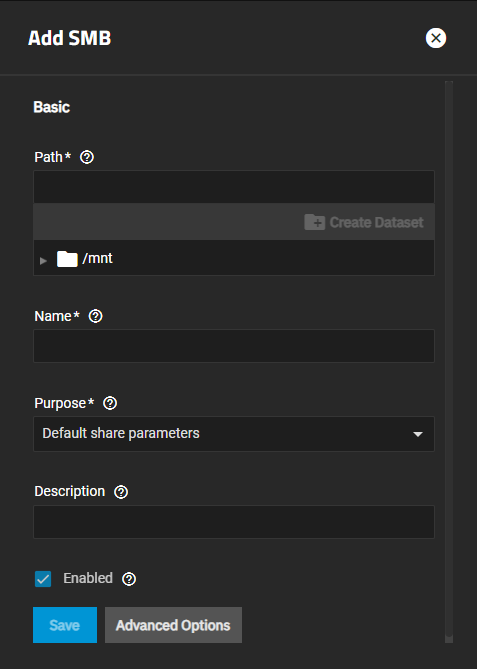 Add SMB
Basic
Path*
Create Dataset
/mnt
Name*
Purpose*
Default share parameters
Description
Enabled
Save Advanced Options